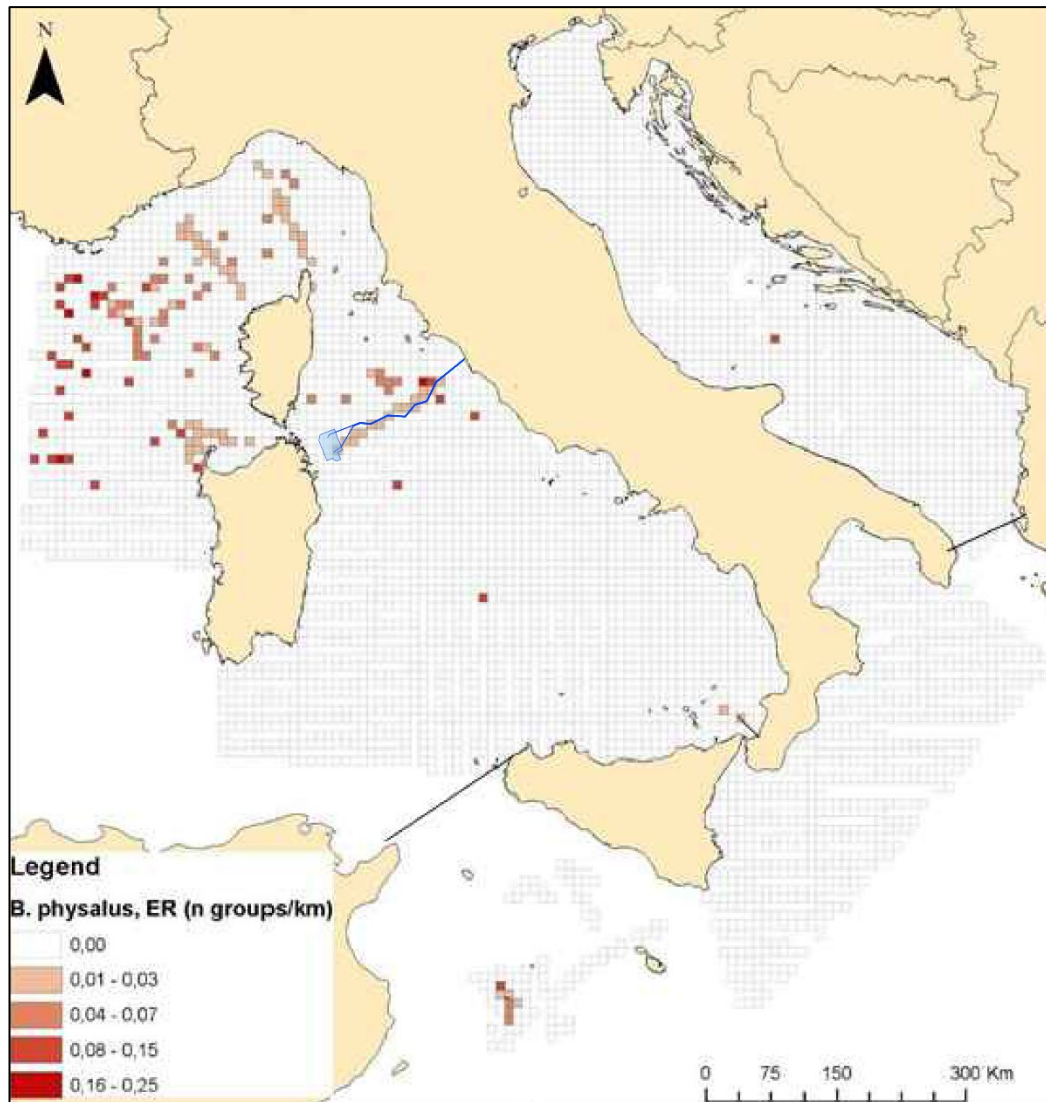 N
Legend
B. physalus, ER (n groups/km)
0,00
0,01 - 0,03
0,04 - 0,07
0,08 - 0,15
0,16 - 0,25
0 75 150 300 Km